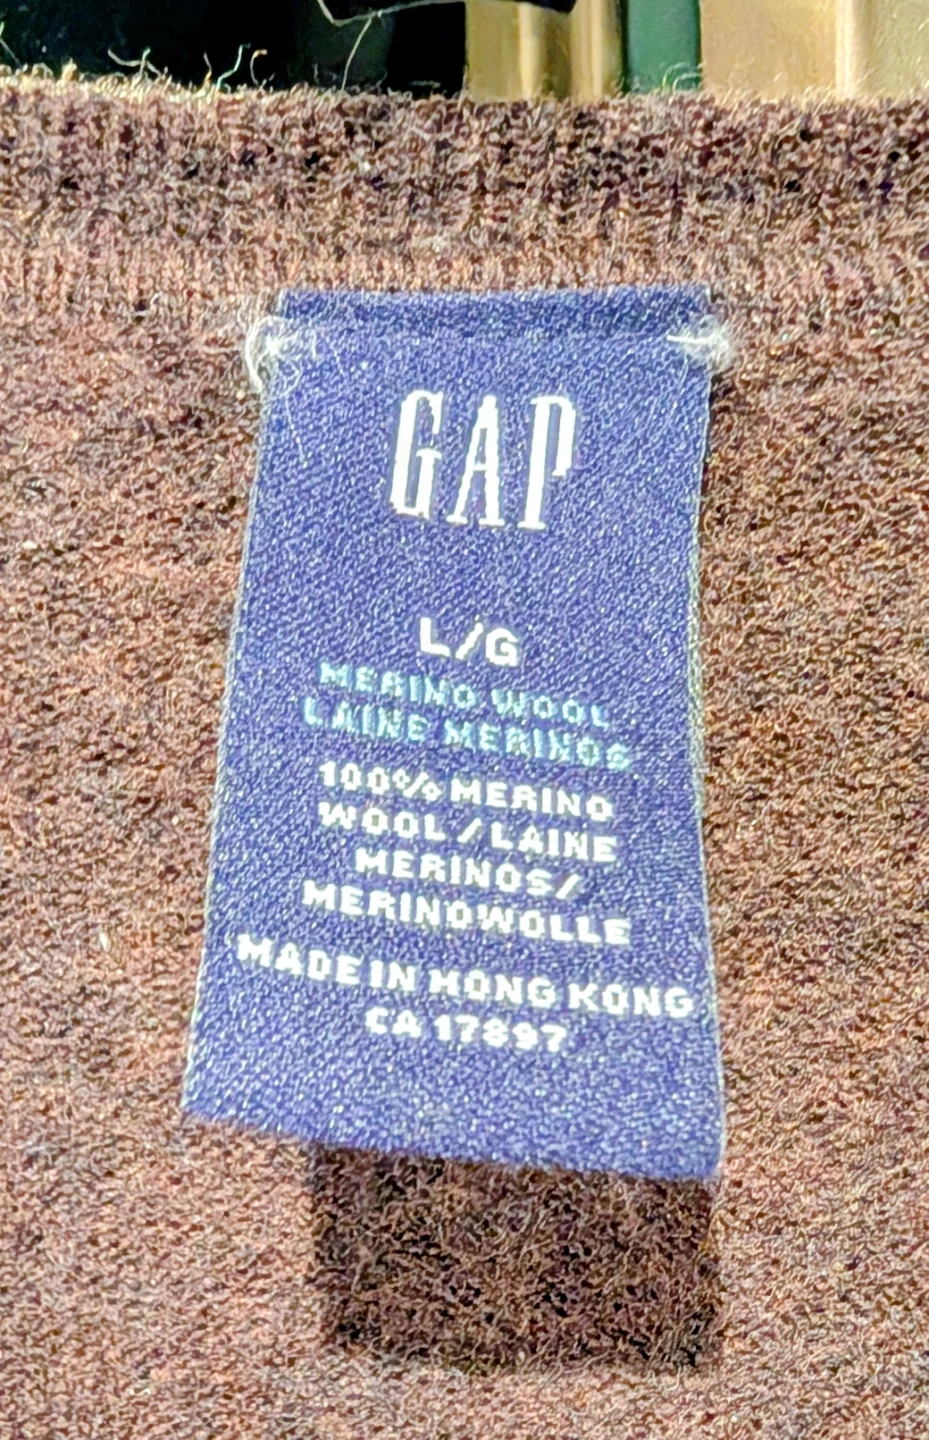 GAP
L/G
MERINO WOOL
LAINE MERINOS
100% MERINO
WOOL / LAINE
MERINOS/
MERINOWOLLE
MADE IN HONG KONG
CA 17897